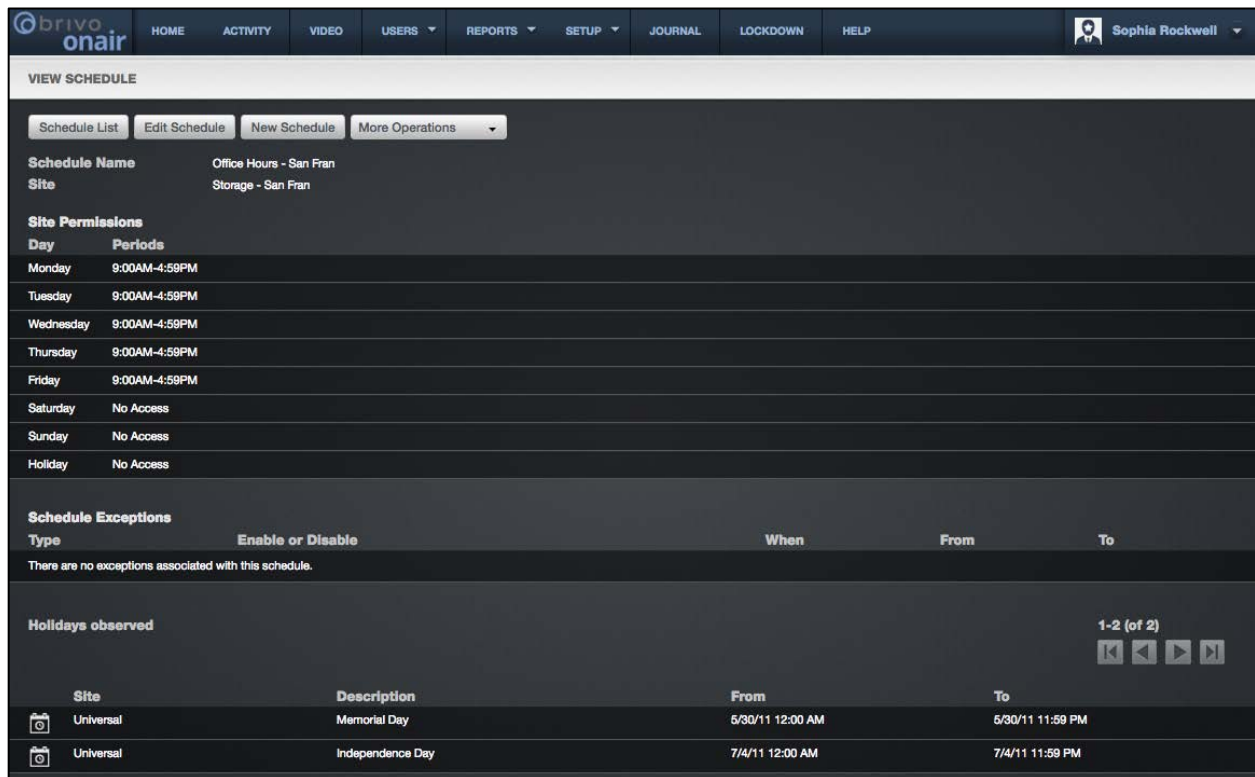 brivo onair HOME ACTIVITY VIDEO USERS REPORTS SETUP JOURNAL LOCKDOWN HELP Sophia Rockwell
VIEW SCHEDULE
Schedule List Edit Schedule New Schedule More Operations
Schedule Name Office Hours - San Fran
Site Storage - San Fran
Site Permissions
Day Periods
Monday 9:00AM-4:59PM
Tuesday 9:00AM-4:59PM
Wednesday 9:00AM-4:59PM
Thursday 9:00AM-4:59PM
Friday 9:00AM-4:59PM
Saturday No Access
Sunday No Access
Holiday No Access
Schedule Exceptions
Type Enable or Disable When From To
There are no exceptions associated with this schedule.
Holidays observed 1-2 (of 2)
Site Description From To
Universal Memorial Day 5/30/11 12:00 AM 5/30/11 11:59 PM
Universal Independence Day 7/4/11 12:00 AM 7/4/11 11:59 PM